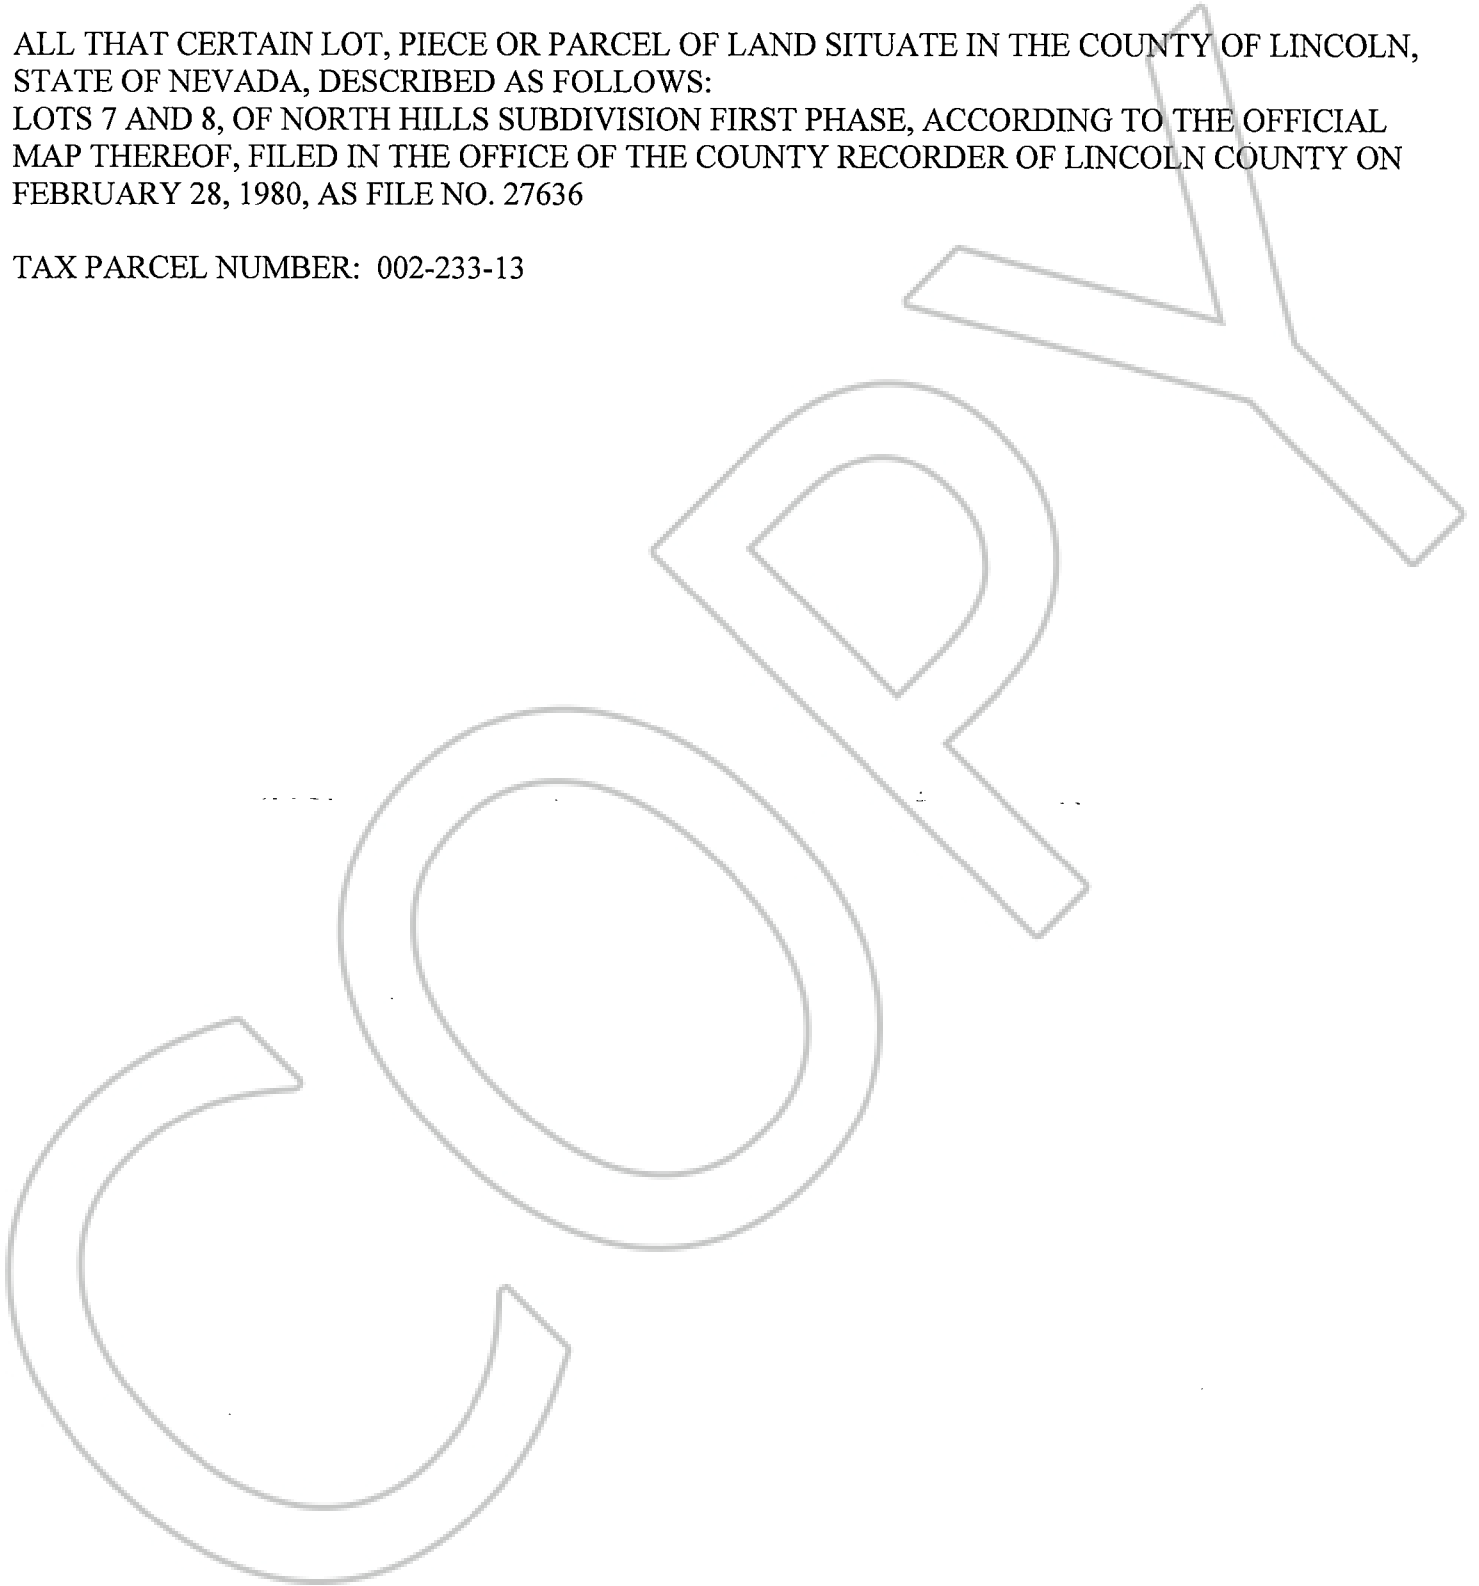 ALL THAT CERTAIN LOT, PIECE OR PARCEL OF LAND SITUATE IN THE COUNTY OF LINCOLN,
STATE OF NEVADA, DESCRIBED AS FOLLOWS:
LOTS 7 AND 8, OF NORTH HILLS SUBDIVISION FIRST PHASE, ACCORDING TO THE OFFICIAL
MAP THEREOF, FILED IN THE OFFICE OF THE COUNTY RECORDER OF LINCOLN COUNTY ON
FEBRUARY 28, 1980, AS FILE NO. 27636
TAX PARCEL NUMBER: 002-233-13
COPY